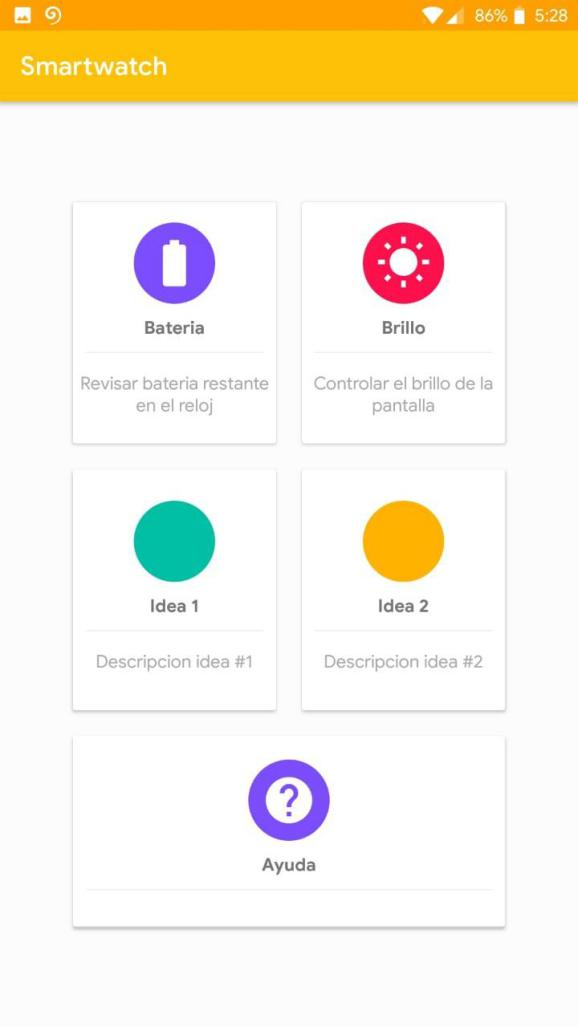 86% 5:28
Smartwatch
Bateria
Revisar bateria restante
en el reloj
Brillo
Controlar el brillo de la
pantalla
Idea 1
Descripcion idea #1
Idea 2
Descripcion idea #2
?
Ayuda